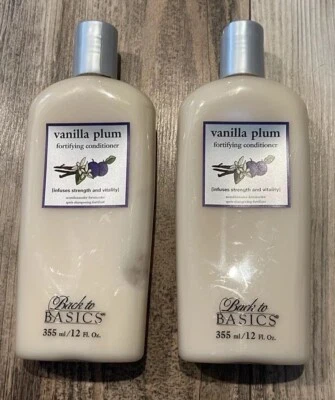 vanilla plum
fortifying conditioner
[infuses strength and vitality]
Back to
BASICS®
355 ml/12 Fl. Oz.
vanilla plum
fortifying conditioner
[infuses strength and vitality]
Back to
BASICS®
355 ml/12 Fl. Oz.